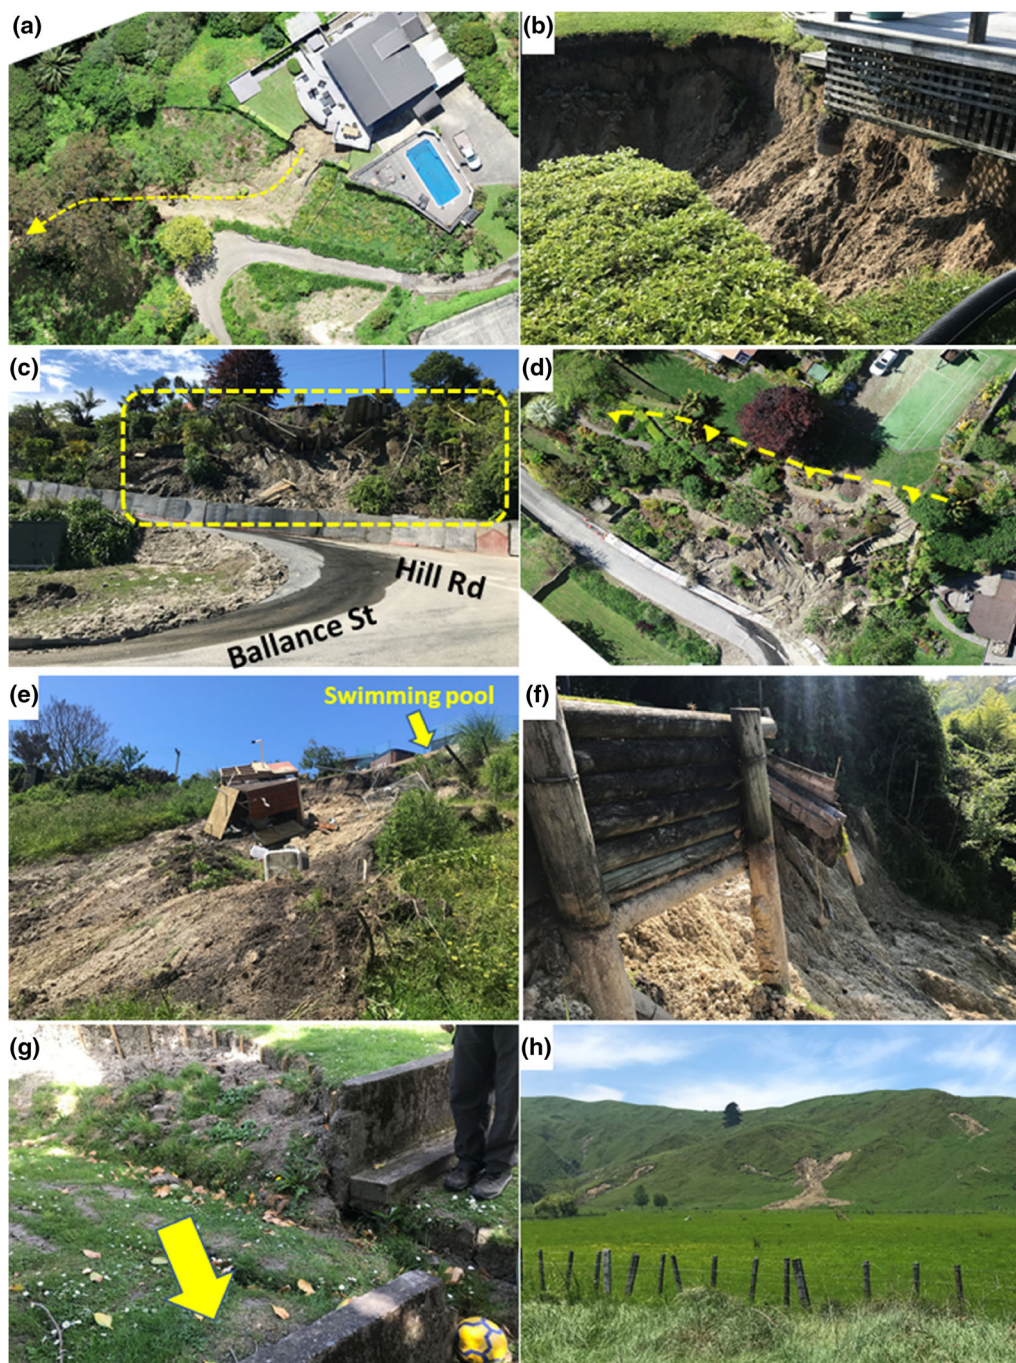 (a)
(b)
(c)
Hill Rd
Ballance St
(d)
(e)
Swimming pool
(f)
(g)
(h)